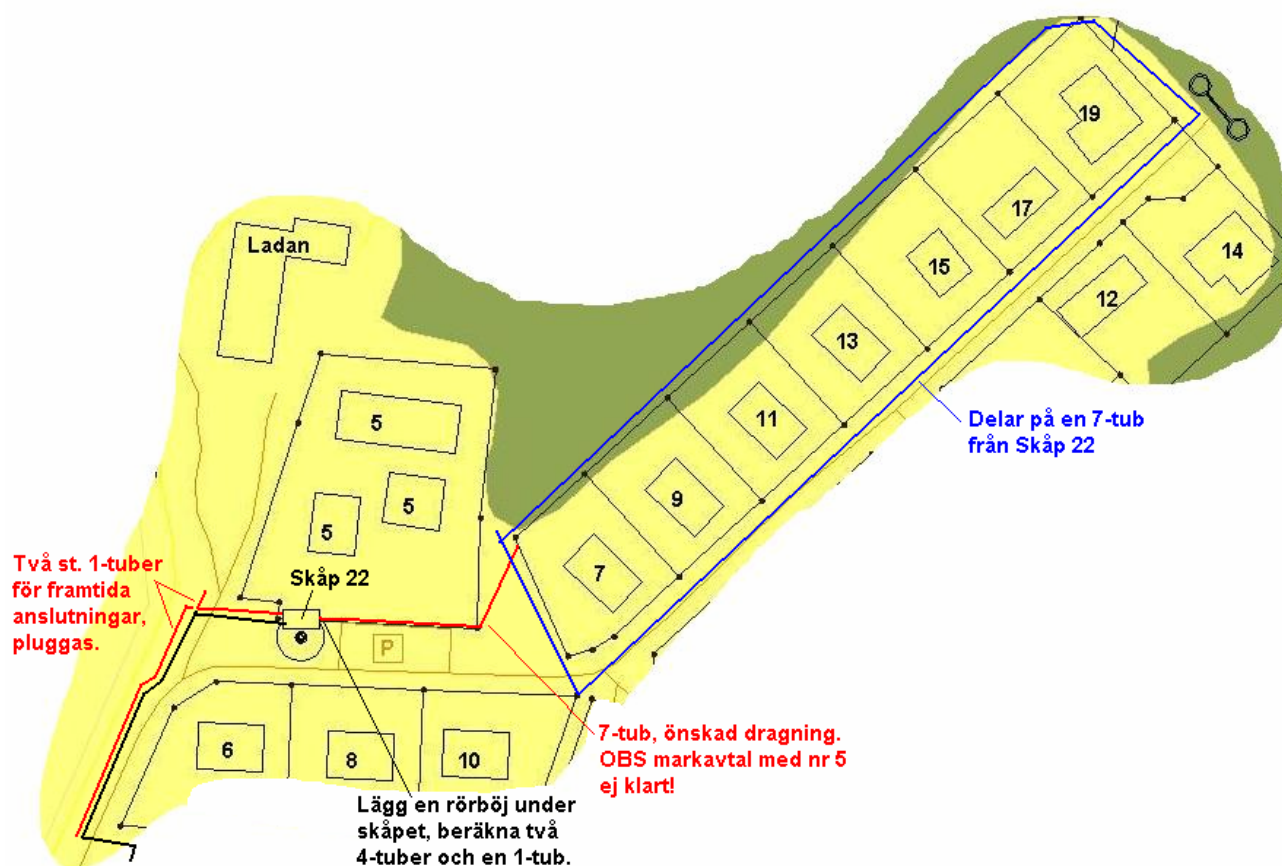 19
17
14
Ladan
15
12
13
11
Delar på en 7-tub
från Skåp 22
5
9
5
5
7
Två st. 1-tuber
för framtida
anslutningar,
pluggas.
Skåp 22
P
7-tub, önskad dragning.
OBS markavtal med nr 5
ej klart!
6
8
10
Lägg en rörböj under
skåpet, beräkna två
4-tuber och en 1-tub.